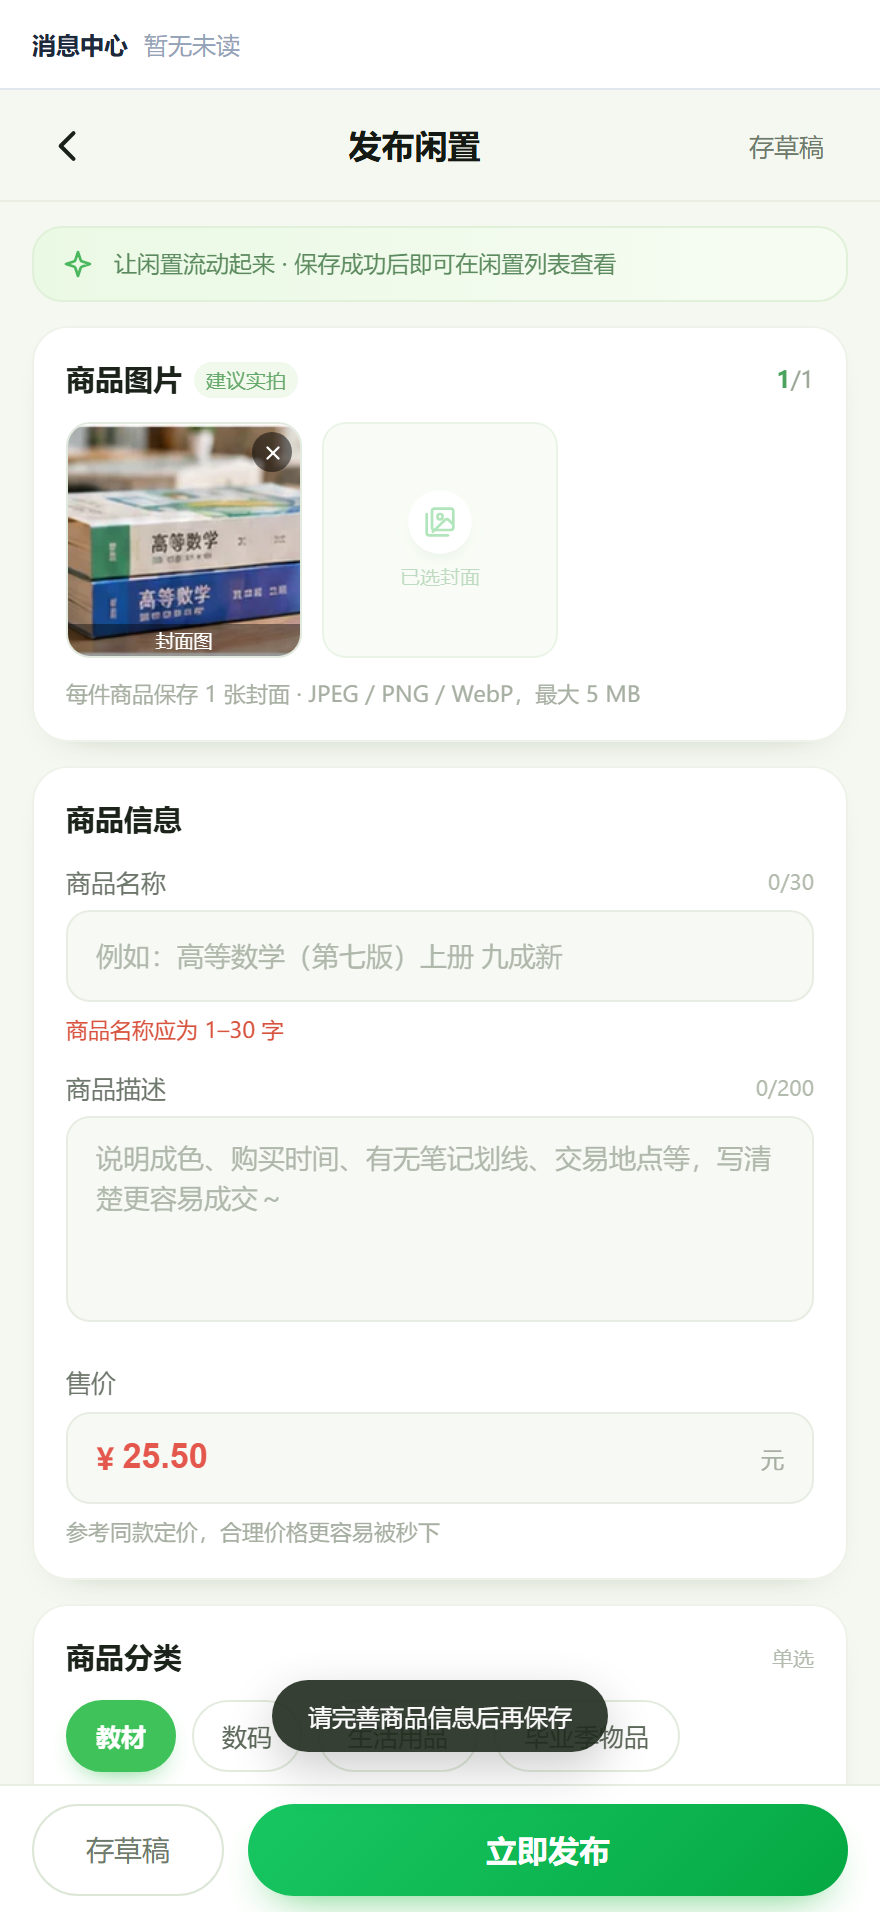 消息中心 暂无未读
发布闲置
存草稿
让闲置流动起来 · 保存成功后即可在闲置列表查看
商品图片 建议实拍 1/1
高等数学
高等数学
封面图
已选封面
每件商品保存 1 张封面 · JPEG / PNG / WebP，最大 5 MB
商品信息
商品名称 0/30
例如：高等数学（第七版）上册 九成新
商品名称应为 1–30 字
商品描述 0/200
说明成色、购买时间、有无笔记划线、交易地点等，写清
楚更容易成交～
售价
¥ 25.50 元
参考同款定价，合理价格更容易被秒下
商品分类 单选
请完善商品信息后再保存
教材 数码 生活用品 毕业季物品
存草稿 立即发布